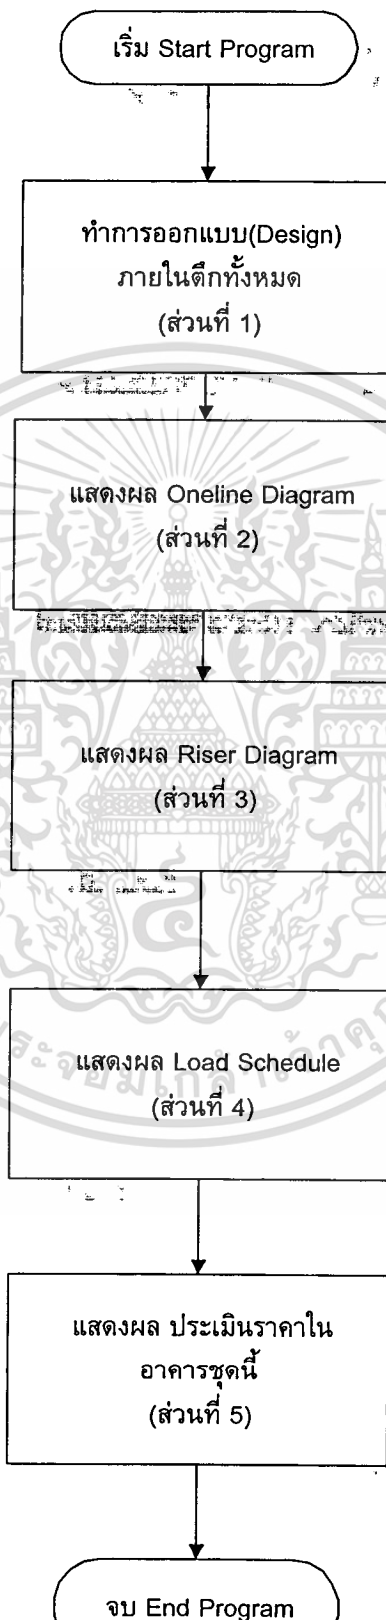 เริ่ม Start Program
ทำการออกแบบ(Design)
ภายในตึกทั้งหมด
(ส่วนที่ 1)
แสดงผล Oneline Diagram
(ส่วนที่ 2)
แสดงผล Riser Diagram
(ส่วนที่ 3)
แสดงผล Load Schedule
(ส่วนที่ 4)
แสดงผล ประเมินราคาใน
อาคารชุดนี้
(ส่วนที่ 5)
จบ End Program